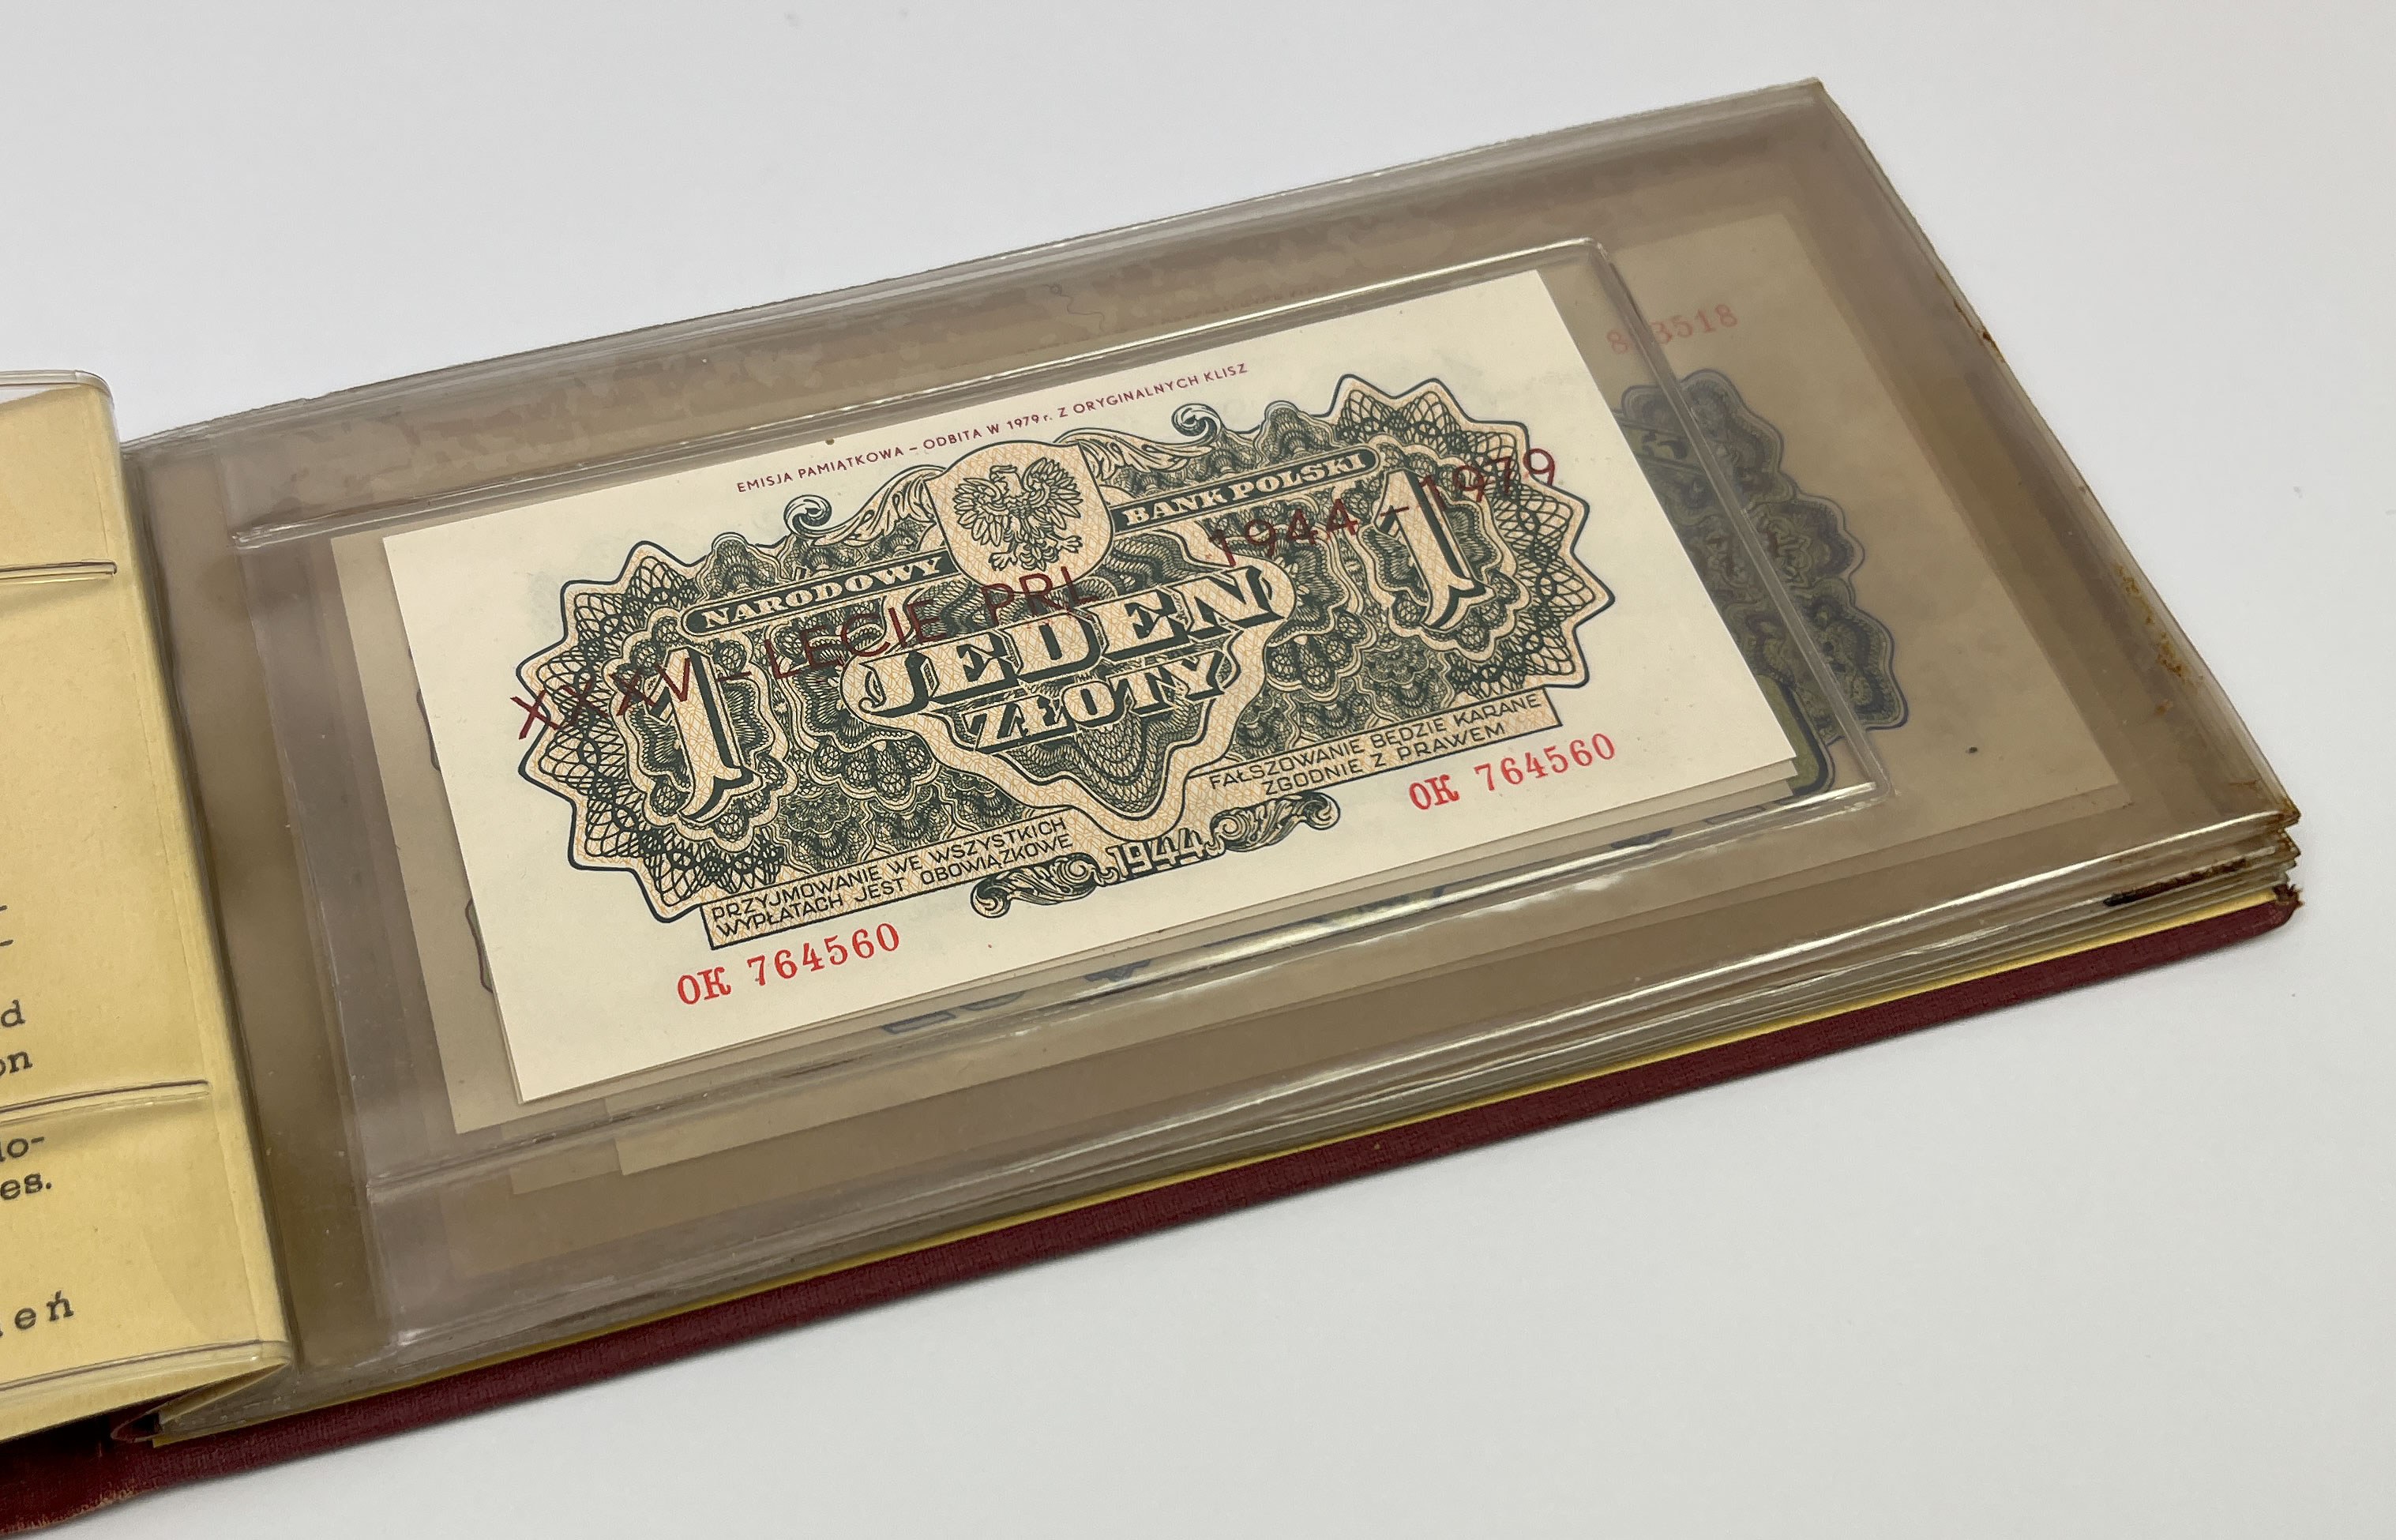 EMISJA PAMIĄTKOWA – ODBITA W 1979 r. Z ORYGINALNYCH KLISZ
NARODOWY BANK POLSKI
XXXV – LECIE PRL 1944 – 1979
1 1
JEDEN
ZŁOTY
PRZYJMOWANIE WE WSZYSTKICH
WYPŁATACH JEST OBOWIĄZKOWE
FAŁSZOWANIE BĘDZIE KARANE
ZGODNIE Z PRAWEM
1944
OK 764560
OK 764560
3518
d
on
lo-
es.
eń